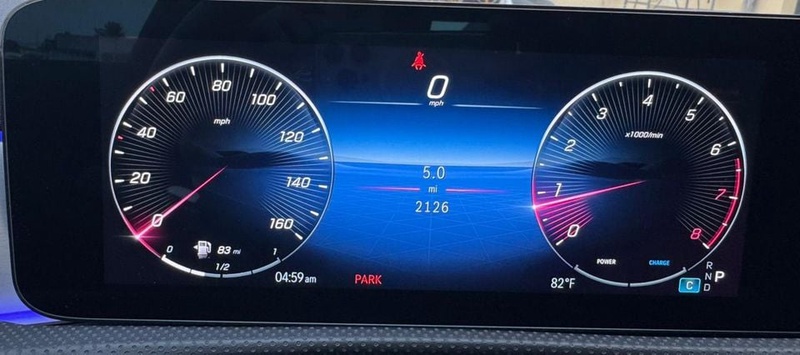 0
mph
0
20
40
60
80
100
120
140
160
mph
5.0
mi
2126
0
1
2
3
4
5
6
7
8
x1000/min
0
1/2
1
83 mi
04:59 am
PARK
82°F
POWER
CHARGE
R
N
D
P
C